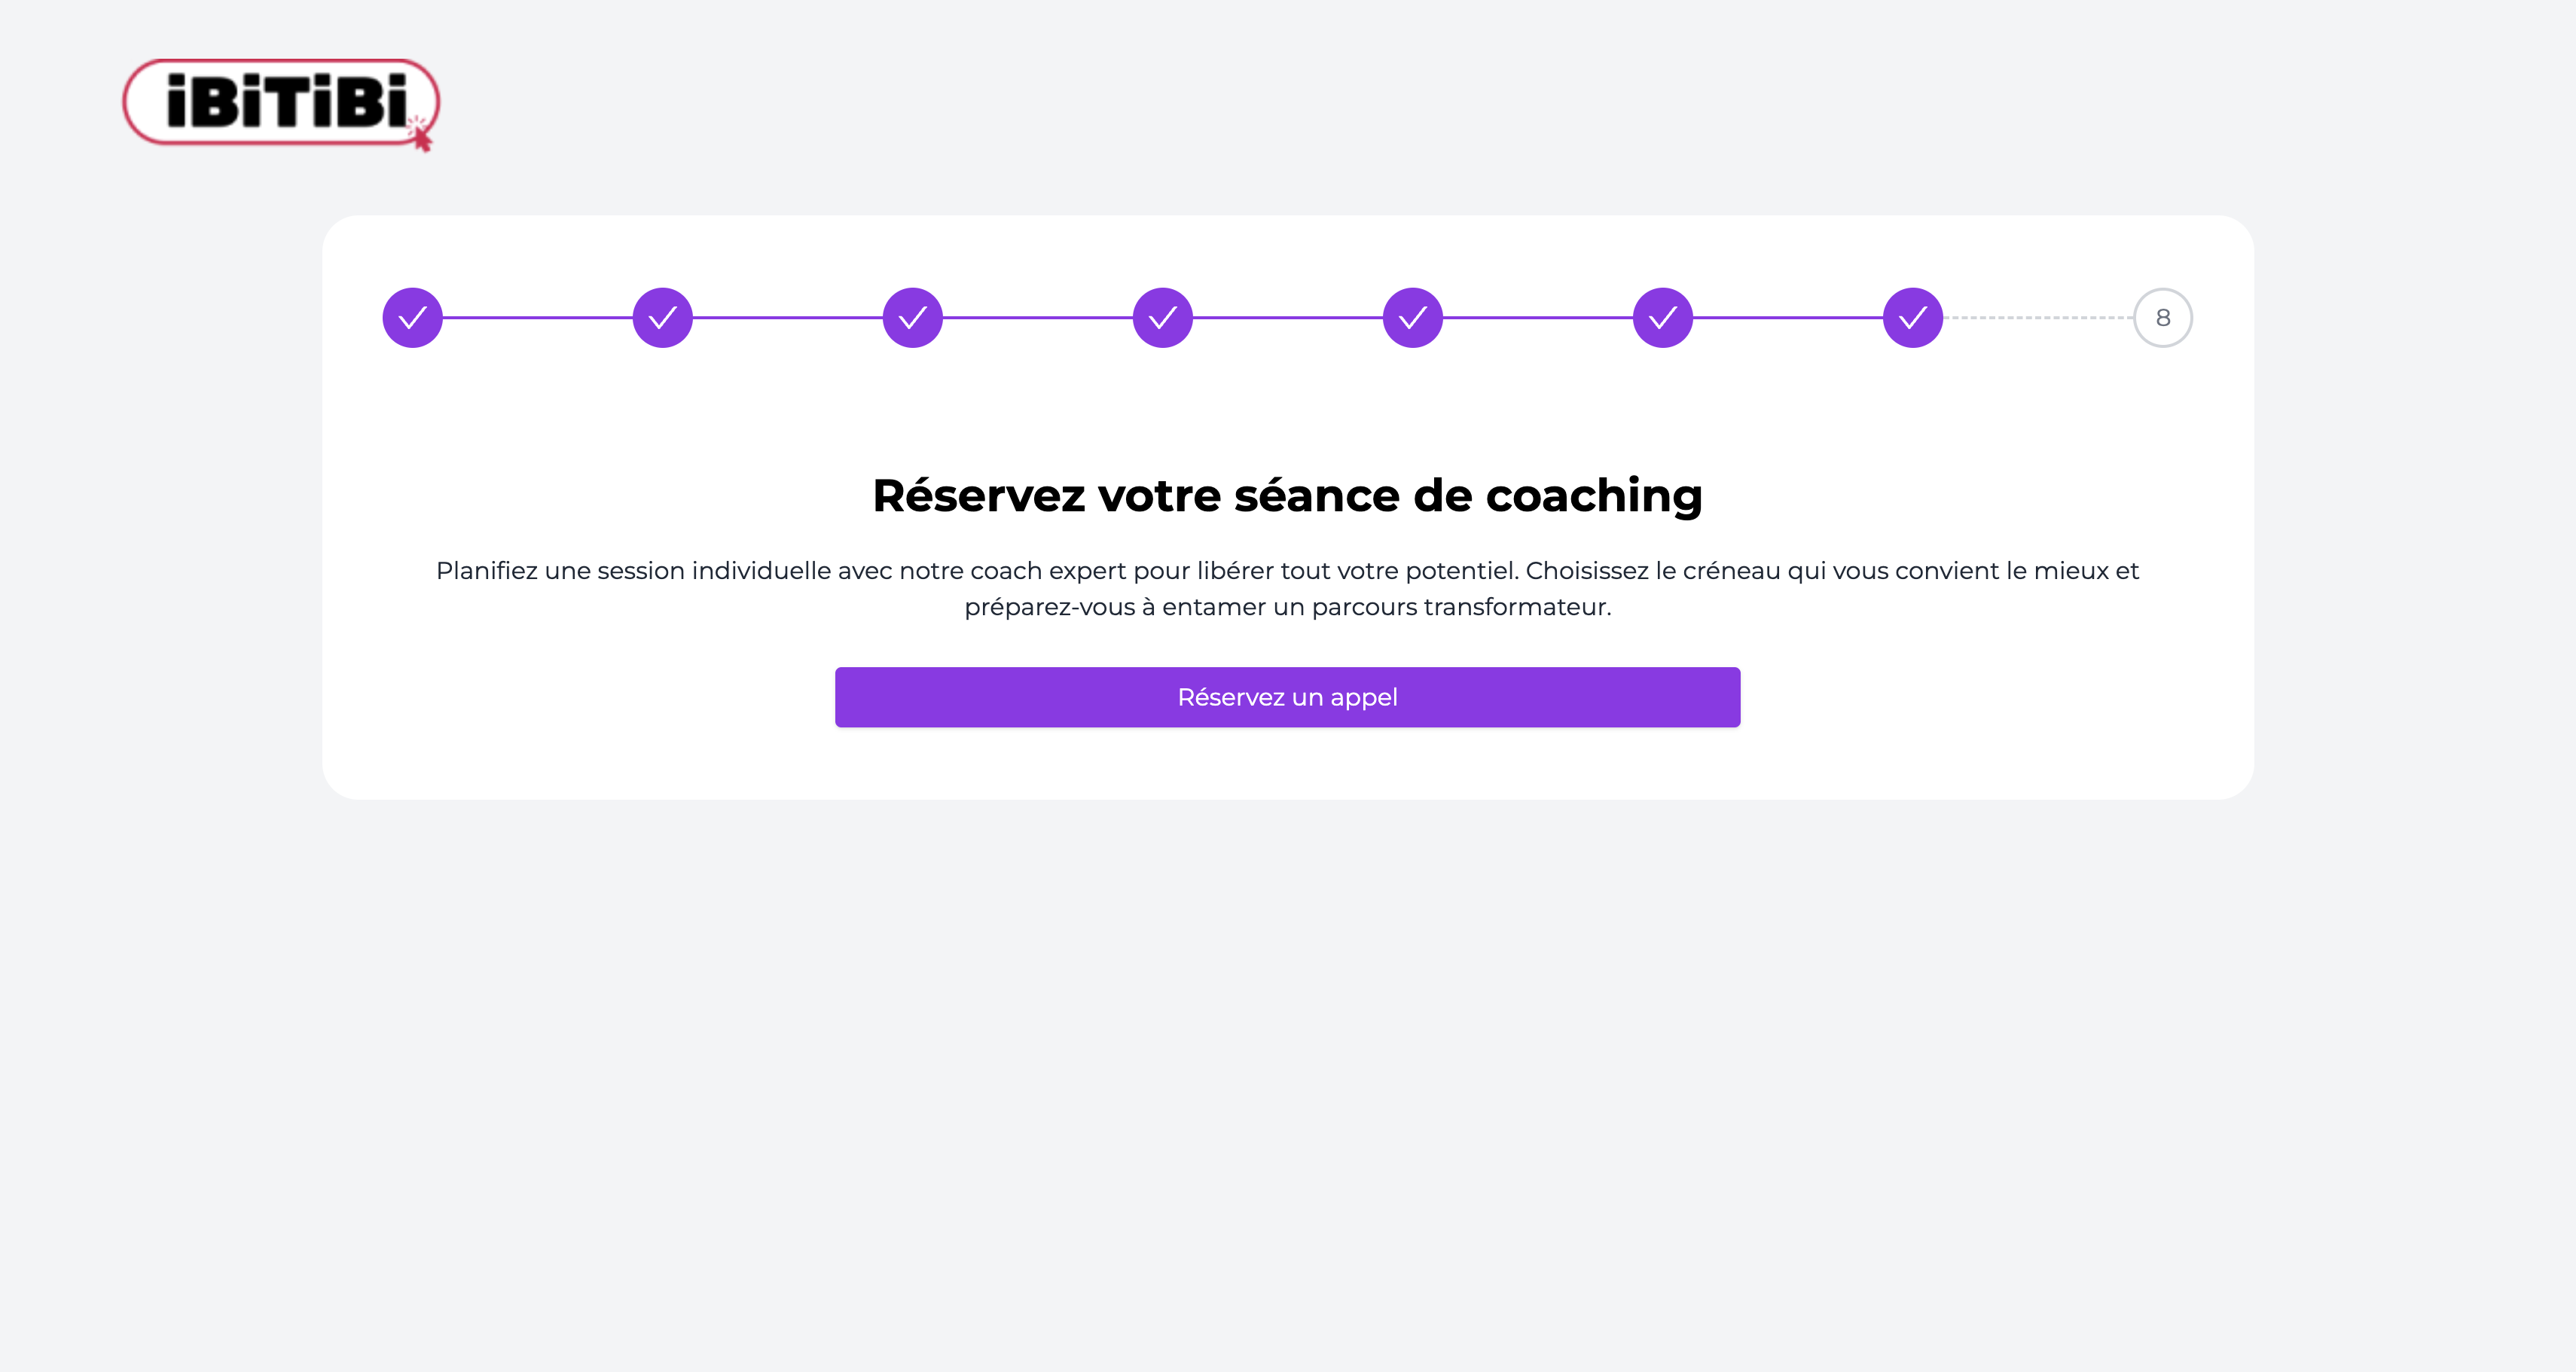 iBiTiBi
8
Réservez votre séance de coaching
Planifiez une session individuelle avec notre coach expert pour libérer tout votre potentiel. Choisissez le créneau qui vous convient le mieux et
préparez-vous à entamer un parcours transformateur.
Réservez un appel